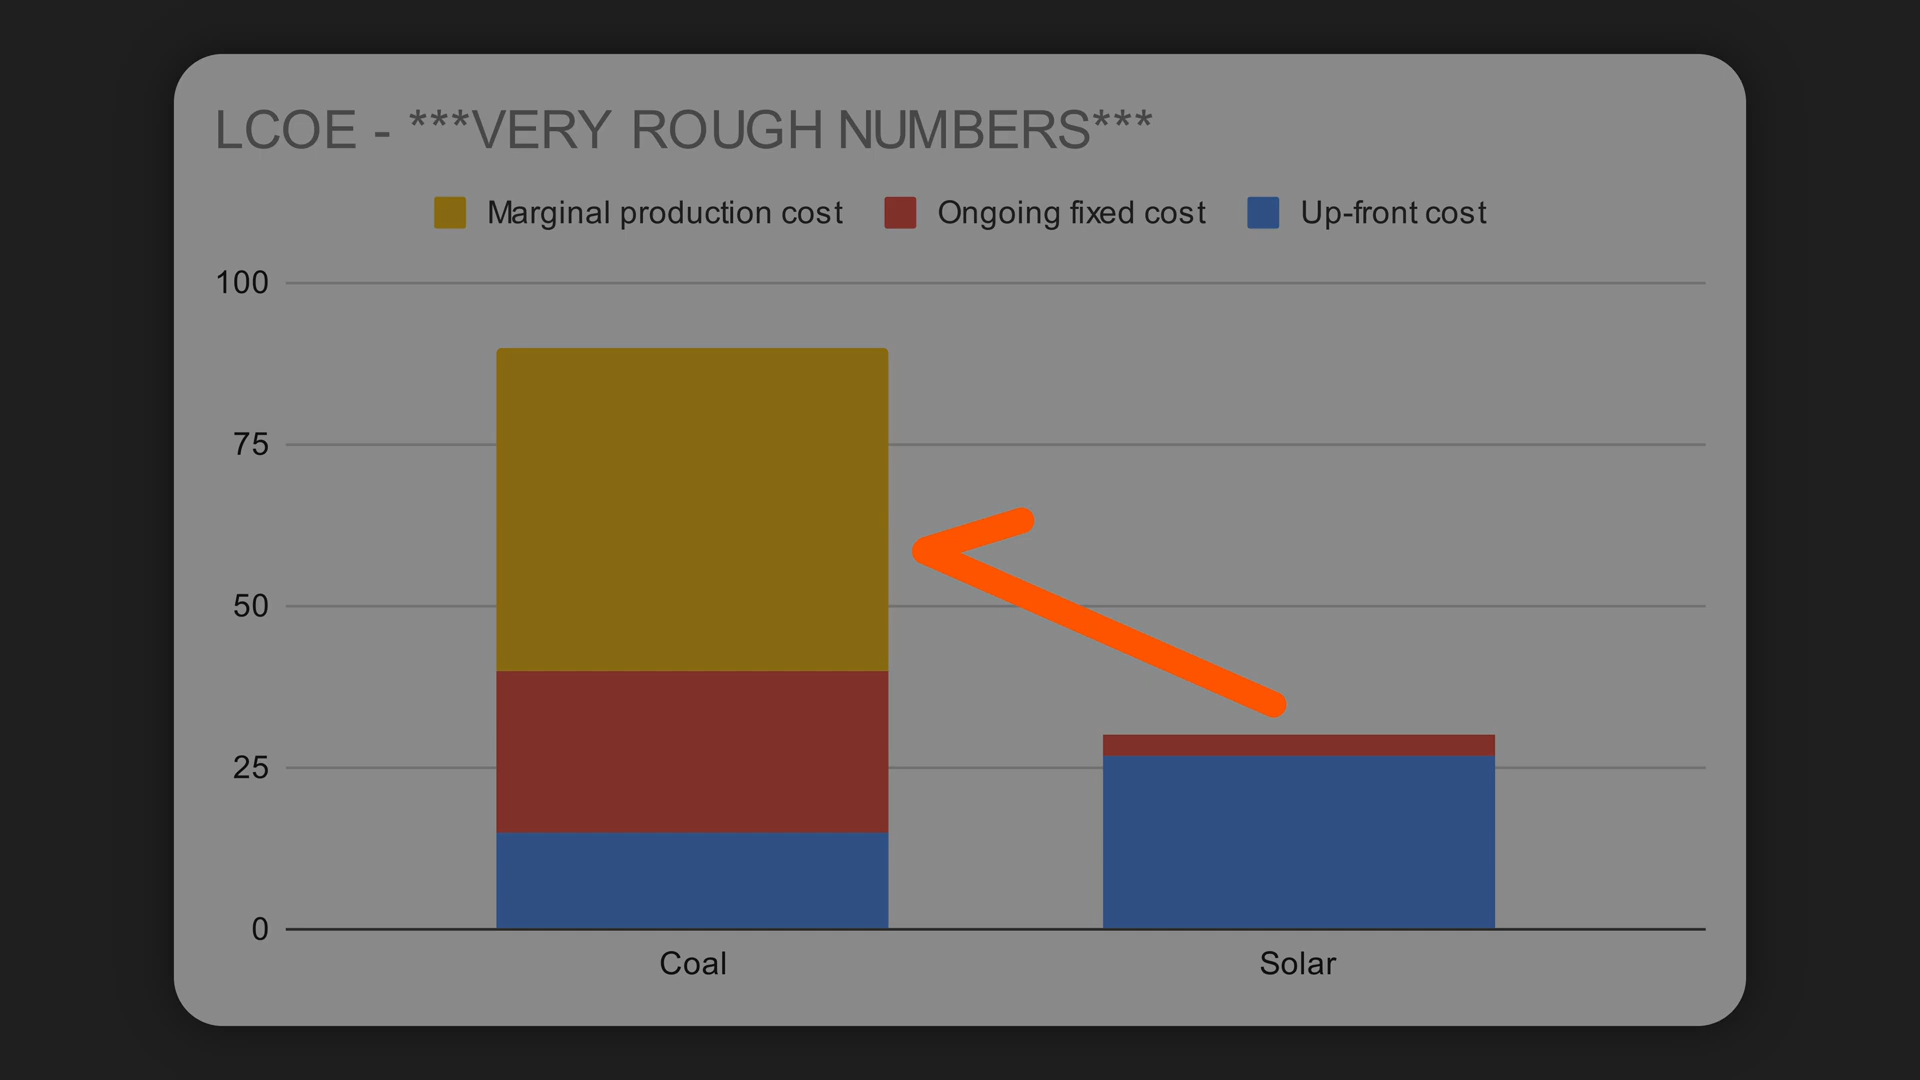 LCOE - ***VERY ROUGH NUMBERS***
Marginal production cost Ongoing fixed cost Up-front cost
100
75
50
25
0
Coal Solar